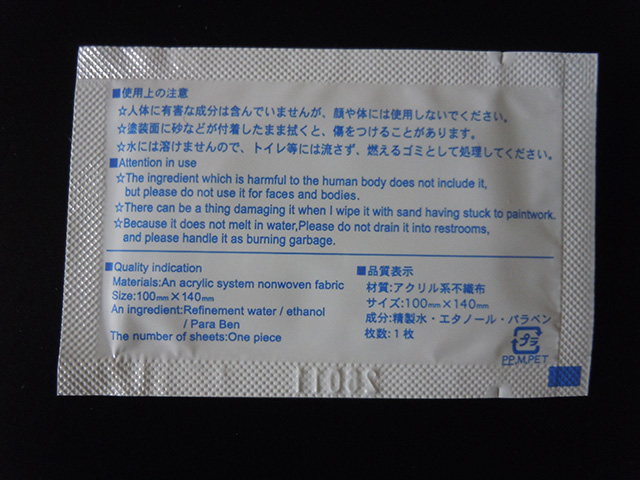 ■使用上の注意
☆人体に有害な成分は含んでいませんが、顔や体には使用しないでください。
☆塗装面に砂などが付着したまま拭くと、傷をつけることがあります。
☆水には溶けませんので、トイレ等には流さず、燃えるゴミとして処理してください。
■Attention in use
☆The ingredient which is harmful to the human body does not include it,
but please do not use it for faces and bodies.
☆There can be a thing damaging it when I wipe it with sand having stuck to paintwork.
☆Because it does not melt in water,Please do not drain it into restrooms,
and please handle it as burning garbage.
■Quality indication
Materials:An acrylic system nonwoven fabric
Size:100mm×140mm
An ingredient:Refinement water / ethanol
/ Para Ben
The number of sheets:One piece
■品質表示
材質:アクリル系不織布
サイズ:100mm×140mm
成分:精製水・エタノール・パラベン
枚数:1枚
プラ
PP,M,PET